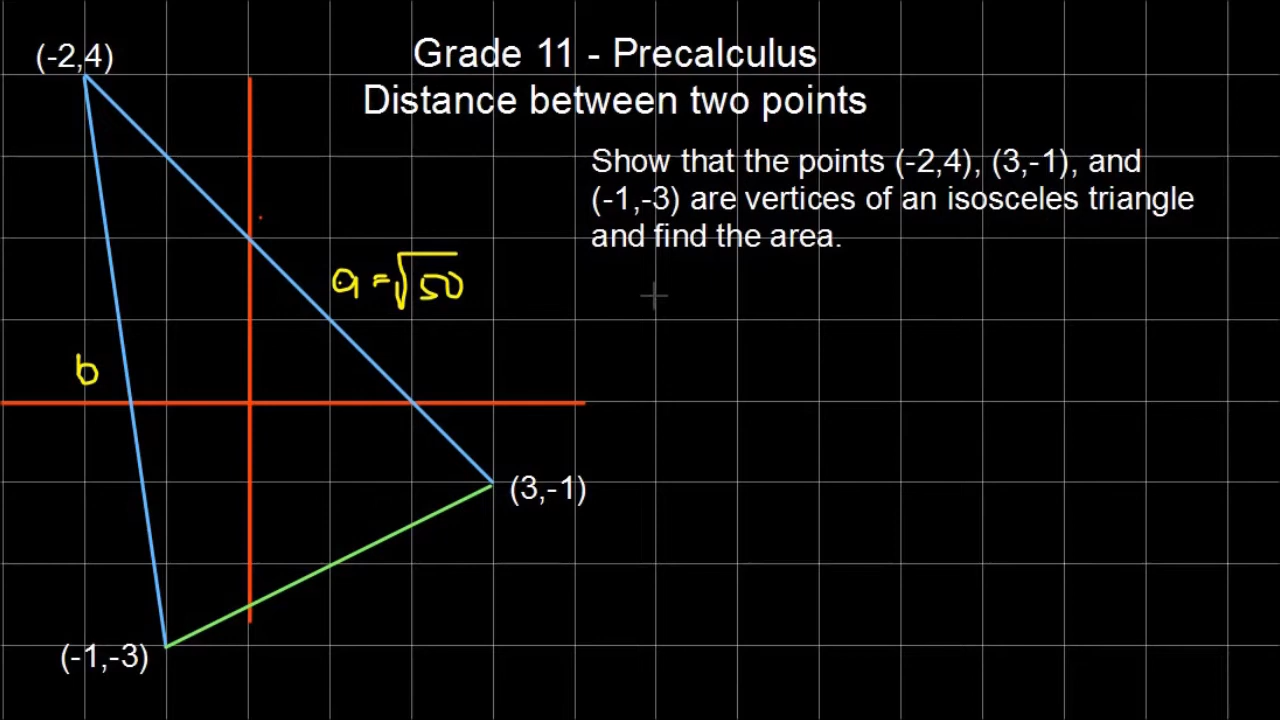 (-2,4)
Grade 11 - Precalculus
Distance between two points
Show that the points (-2,4), (3,-1), and
(-1,-3) are vertices of an isosceles triangle
and find the area.
a = √50
b
(3,-1)
(-1,-3)